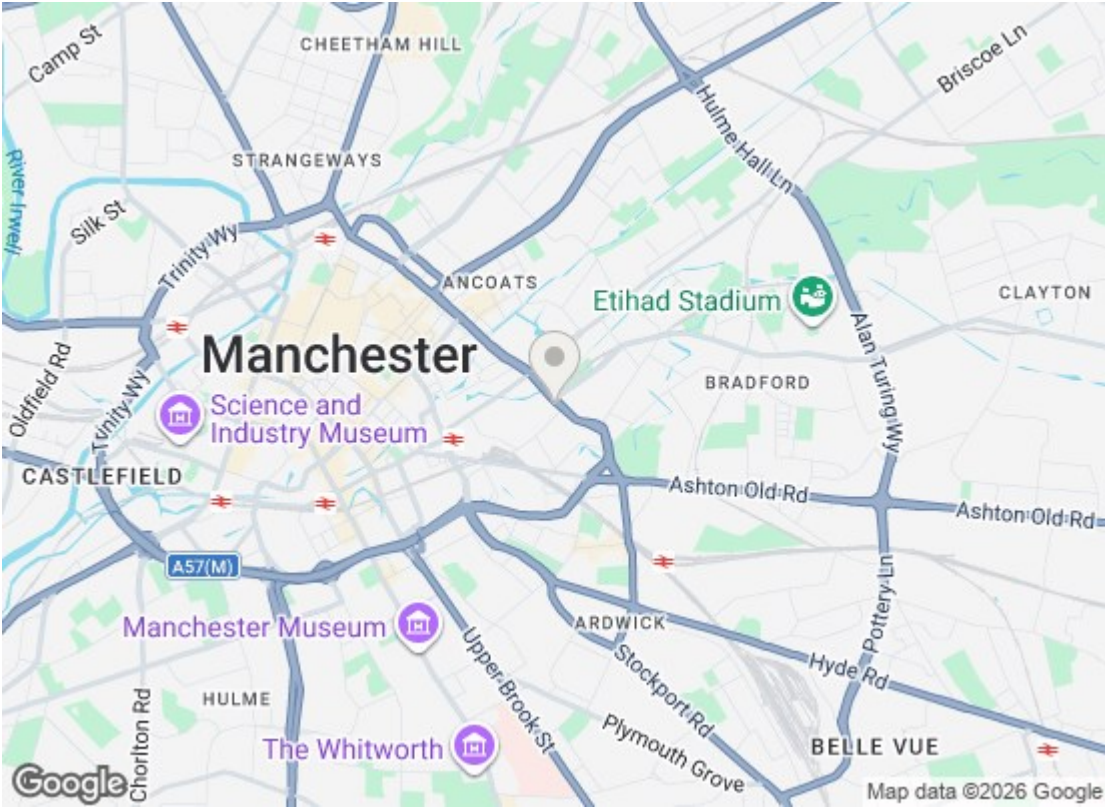 Camp St
CHEETHAM HILL
Briscoe Ln
Hulme Hall Ln
STRANGEWAYS
River Irwell
Silk St
Trinity Wy
ANCOATS
Etihad Stadium
CLAYTON
Manchester
Alan Turing Wy
Oldfield Rd
Trinity Wy
BRADFORD
Science and
Industry Museum
CASTLEFIELD
Ashton Old Rd
Ashton Old Rd
A57(M)
Pottery Ln
Manchester Museum
ARDWICK
Upper Brook St
Stockport Rd
Hyde Rd
HULME
Chorlton Rd
Plymouth Grove
The Whitworth
BELLE VUE
Google
Map data ©2026 Google